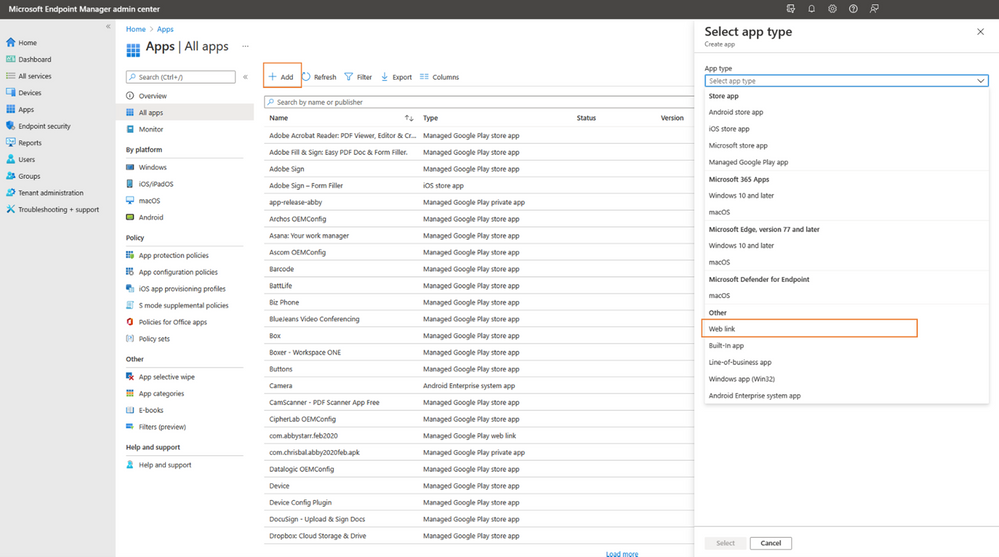 Microsoft Endpoint Manager admin center
«
Home
Dashboard
All services
Devices
Apps
Endpoint security
Reports
Users
Groups
Tenant administration
Troubleshooting + support
Home > Apps
Apps | All apps ...
Search (Ctrl+/)
«
Overview
All apps
Monitor
By platform
Windows
iOS/iPadOS
macOS
Android
Policy
App protection policies
App configuration policies
iOS app provisioning profiles
S mode supplemental policies
Policies for Office apps
Policy sets
Other
App selective wipe
App categories
E-books
Filters (preview)
Help and support
Help and support
+ Add Refresh Filter Export Columns
Search by name or publisher
Name ↑↓ Type Status Version
Adobe Acrobat Reader: PDF Viewer, Editor & Cr... Managed Google Play store app
Adobe Fill & Sign: Easy PDF Doc & Form Filler. Managed Google Play store app
Adobe Sign Managed Google Play store app
Adobe Sign – Form Filler iOS store app
app-release-abby Managed Google Play private app
Archos OEMConfig Managed Google Play store app
Asana: Your work manager Managed Google Play store app
Ascom OEMConfig Managed Google Play store app
Barcode Managed Google Play store app
BattLife Managed Google Play store app
Biz Phone Managed Google Play store app
BlueJeans Video Conferencing Managed Google Play store app
Box Managed Google Play store app
Boxer - Workspace ONE Managed Google Play store app
Buttons Managed Google Play store app
Camera Android Enterprise system app
CamScanner - PDF Scanner App Free Managed Google Play store app
CipherLab OEMConfig Managed Google Play store app
com.abbystarr.feb2020 Managed Google Play web link
com.chrisbal.abby2020feb.apk Managed Google Play private app
Datalogic OEMConfig Managed Google Play store app
Device Managed Google Play store app
Device Config Plugin Managed Google Play store app
DocuSign - Upload & Sign Docs Managed Google Play store app
Dropbox: Cloud Storage & Drive Managed Google Play store app
Load more
Select app type
Create app
App type
Select app type
Store app
Android store app
iOS store app
Microsoft store app
Managed Google Play app
Microsoft 365 Apps
Windows 10 and later
macOS
Microsoft Edge, version 77 and later
Windows 10 and later
macOS
Microsoft Defender for Endpoint
macOS
Other
Web link
Built-In app
Line-of-business app
Windows app (Win32)
Android Enterprise system app
Select Cancel